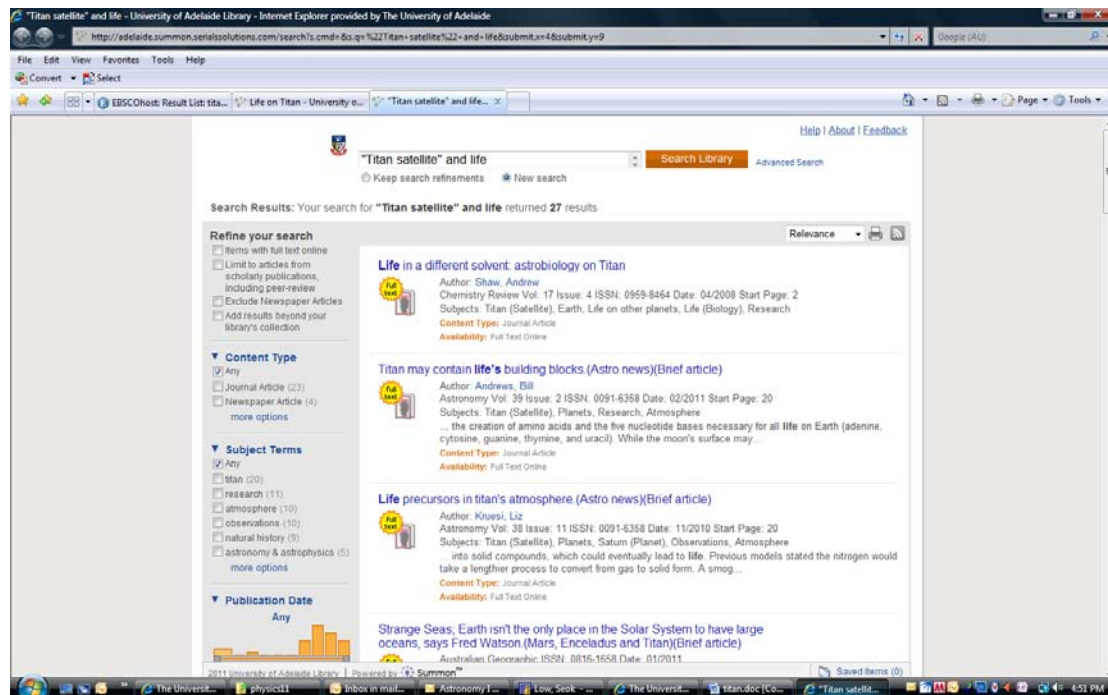 "Titan satellite" and life - University of Adelaide Library - Internet Explorer provided by The University of Adelaide
http://adelaide.summon.serialssolutions.com/search?s.cmd=&s.q=%22Titan+satellite%22+and+life&submit.x=4&submit.y=9
Google (AU)
File Edit View Favorites Tools Help
Convert Select
EBSCOhost: Result List: tita... Life on Titan - University o... "Titan satellite" and life... Page Tools
Help | About | Feedback
"Titan satellite" and life Search Library Advanced Search
Keep search refinements New search
Search Results: Your search for "Titan satellite" and life returned 27 results
Relevance
Refine your search
Items with full text online
Limit to articles from
scholarly publications,
including peer-review
Exclude Newspaper Articles
Add results beyond your
library's collection
Content Type
Any
Journal Article (23)
Newspaper Article (4)
more options
Subject Terms
Any
titan (20)
research (11)
atmosphere (10)
observations (10)
natural history (9)
astronomy & astrophysics (5)
more options
Publication Date
Any
Life in a different solvent: astrobiology on Titan
Full text
Author: Shaw, Andrew
Chemistry Review Vol: 17 Issue: 4 ISSN: 0959-8464 Date: 04/2008 Start Page: 2
Subjects: Titan (Satellite), Earth, Life on other planets, Life (Biology), Research
Content Type: Journal Article
Availability: Full Text Online
Titan may contain life's building blocks.(Astro news)(Brief article)
Full text
Author: Andrews, Bill
Astronomy Vol: 39 Issue: 2 ISSN: 0091-6358 Date: 02/2011 Start Page: 20
Subjects: Titan (Satellite), Planets, Research, Atmosphere
... the creation of amino acids and the five nucleotide bases necessary for all life on Earth (adenine,
cytosine, guanine, thymine, and uracil). While the moon's surface may...
Content Type: Journal Article
Availability: Full Text Online
Life precursors in titan's atmosphere.(Astro news)(Brief article)
Full text
Author: Kruesi, Liz
Astronomy Vol: 38 Issue: 11 ISSN: 0091-6358 Date: 11/2010 Start Page: 20
Subjects: Titan (Satellite), Planets, Saturn (Planet), Observations, Atmosphere
... into solid compounds, which could eventually lead to life. Previous models stated the nitrogen would
take a lengthier process to convert from gas to solid form. A smog...
Content Type: Journal Article
Availability: Full Text Online
Strange Seas; Earth isn't the only place in the Solar System to have large
oceans, says Fred Watson.(Mars, Enceladus and Titan)(Brief article)
Australian Geographic ISSN: 0816-1658 Date: 01/2011
2011 University of Adelaide Library | Powered by Summon™ Saved Items (0)
The Universit... physics11 Inbox in mail... Astronomy I... Low, Seok - ... The Universit... titan.doc [Co... "Titan satellit... 4:51 PM